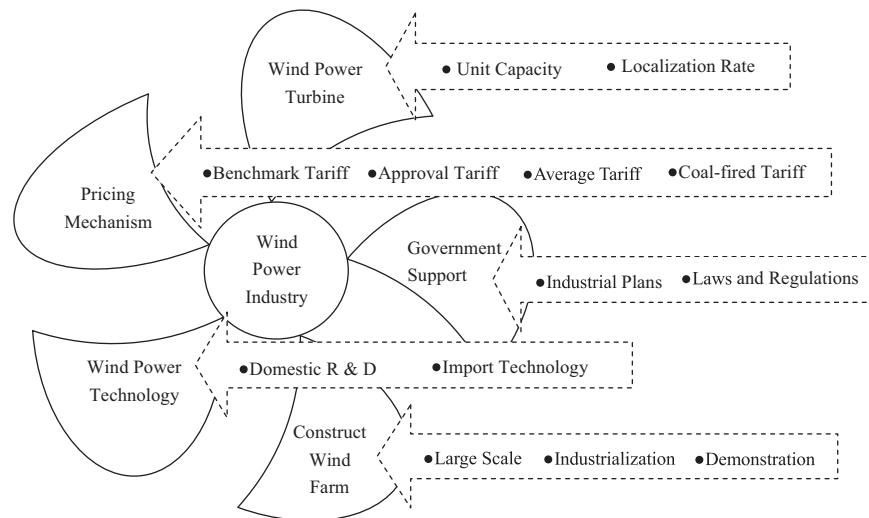 Wind Power
Turbine
● Unit Capacity
● Localization Rate
Pricing
Mechanism
●Benchmark Tariff
●Approval Tariff
●Average Tariff
●Coal-fired Tariff
Wind
Power
Industry
Government
Support
●Industrial Plans
●Laws and Regulations
Wind Power
Technology
●Domestic R & D
●Import Technology
Construct
Wind
Farm
●Large Scale
●Industrialization
●Demonstration